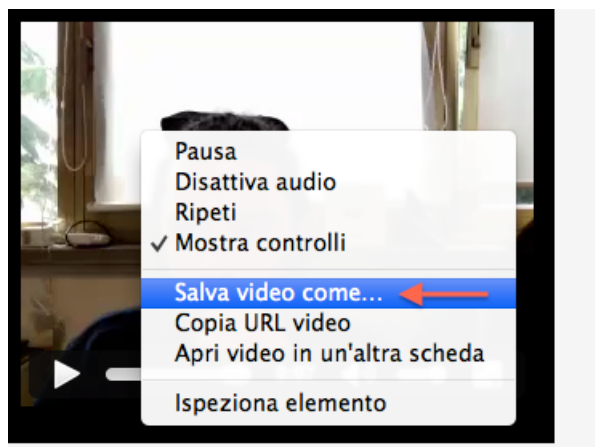 Pausa
Disattiva audio
Ripeti
Mostra controlli
Salva video come...
Copia URL video
Apri video in un'altra scheda
Ispeziona elemento